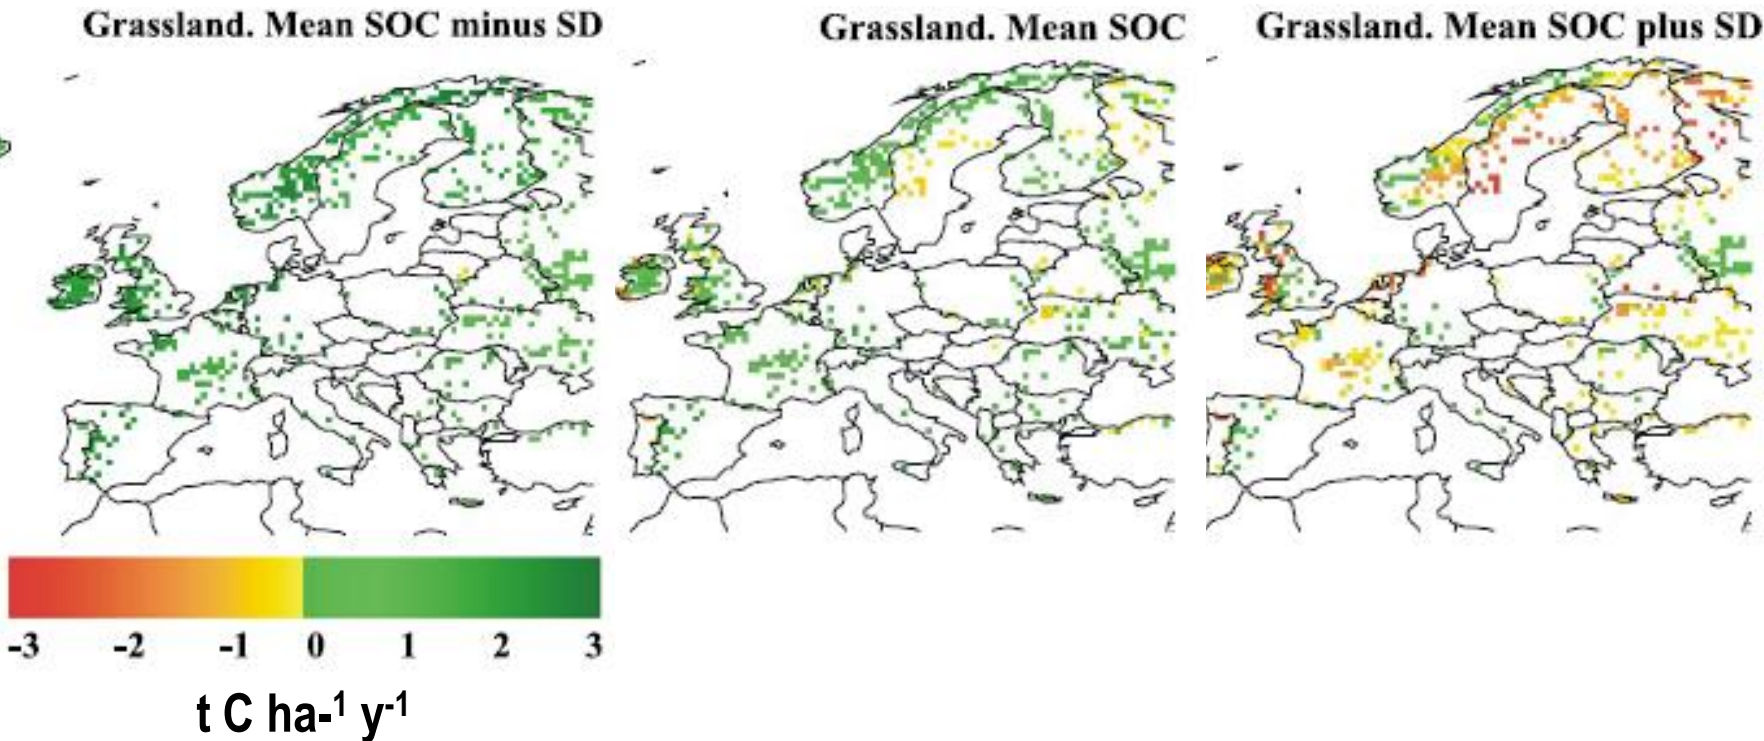 Grassland. Mean SOC minus SD
Grassland. Mean SOC
Grassland. Mean SOC plus SD
-3 -2 -1 0 1 2 3
t C ha-¹ y-¹